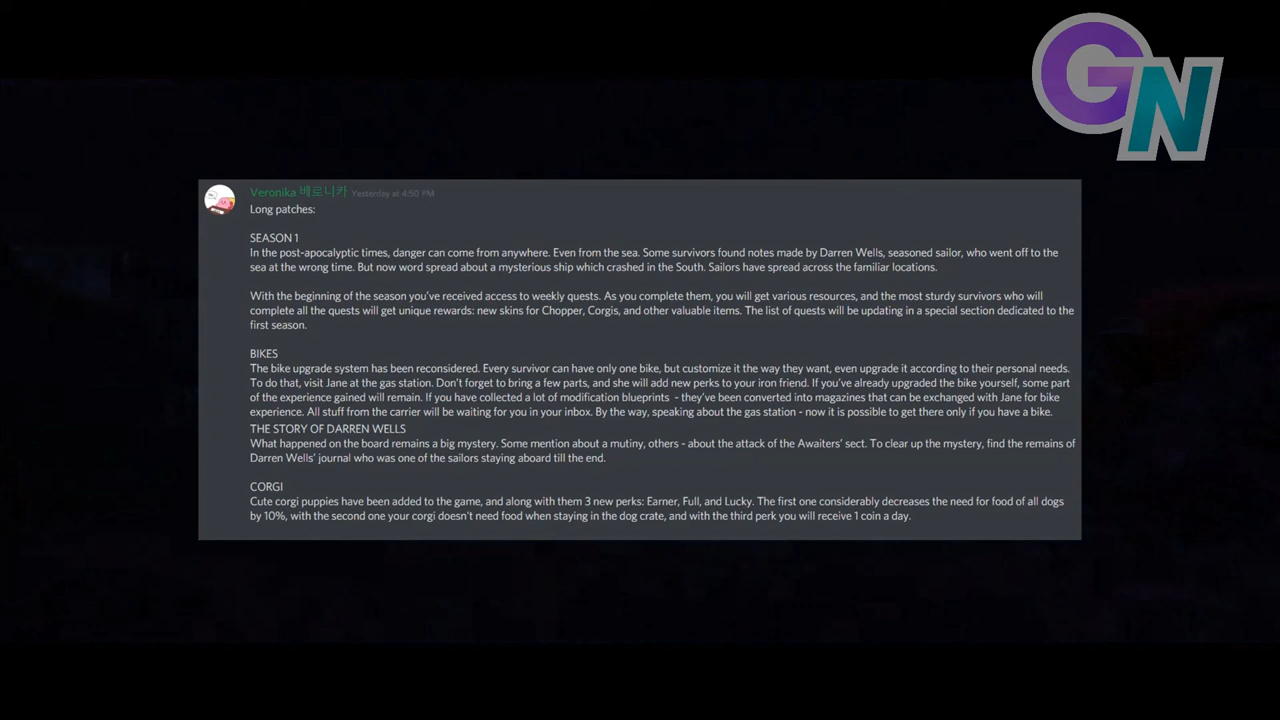 GN
Veronika 베로니카 Yesterday at 4:50 PM
Long patches:
SEASON 1
In the post-apocalyptic times, danger can come from anywhere. Even from the sea. Some survivors found notes made by Darren Wells, seasoned sailor, who went off to the
sea at the wrong time. But now word spread about a mysterious ship which crashed in the South. Sailors have spread across the familiar locations.
With the beginning of the season you've received access to weekly quests. As you complete them, you will get various resources, and the most sturdy survivors who will
complete all the quests will get unique rewards: new skins for Chopper, Corgis, and other valuable items. The list of quests will be updating in a special section dedicated to the
first season.
BIKES
The bike upgrade system has been reconsidered. Every survivor can have only one bike, but customize it the way they want, even upgrade it according to their personal needs.
To do that, visit Jane at the gas station. Don't forget to bring a few parts, and she will add new perks to your iron friend. If you've already upgraded the bike yourself, some part
of the experience gained will remain. If you have collected a lot of modification blueprints - they've been converted into magazines that can be exchanged with Jane for bike
experience. All stuff from the carrier will be waiting for you in your inbox. By the way, speaking about the gas station - now it is possible to get there only if you have a bike.
THE STORY OF DARREN WELLS
What happened on the board remains a big mystery. Some mention about a mutiny, others - about the attack of the Awaiters' sect. To clear up the mystery, find the remains of
Darren Wells' journal who was one of the sailors staying aboard till the end.
CORGI
Cute corgi puppies have been added to the game, and along with them 3 new perks: Earner, Full, and Lucky. The first one considerably decreases the need for food of all dogs
by 10%, with the second one your corgi doesn't need food when staying in the dog crate, and with the third perk you will receive 1 coin a day.